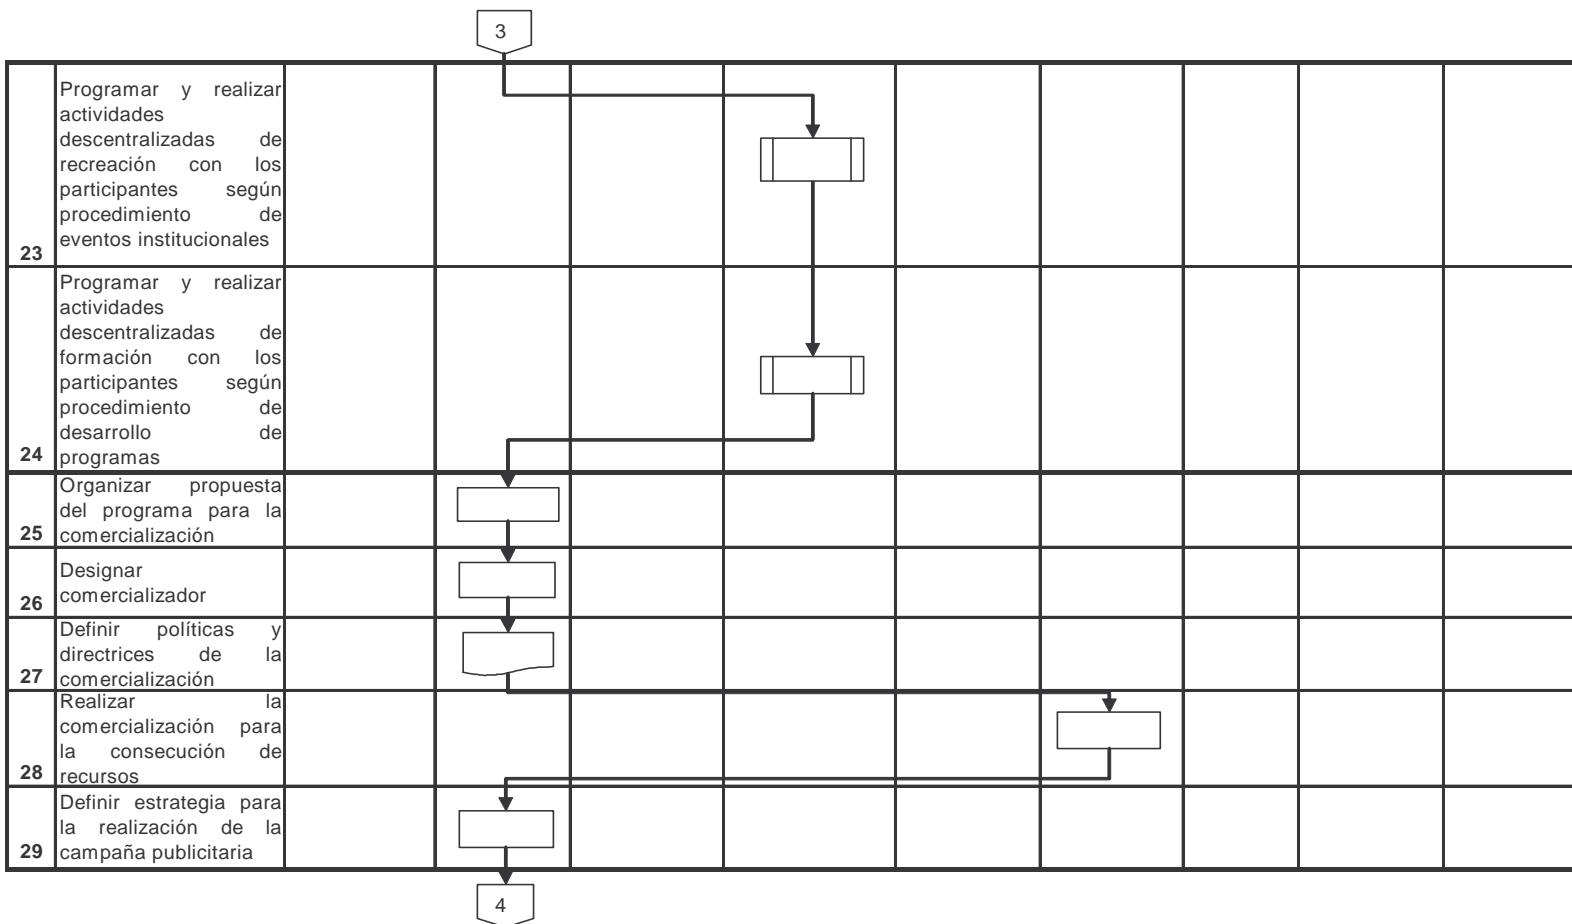 3
Programar y realizar
actividades
descentralizadas de
recreación con los
participantes según
procedimiento de
eventos institucionales
23
Programar y realizar
actividades
descentralizadas de
formación con los
participantes según
procedimiento de
desarrollo de
programas
24
Organizar propuesta
del programa para la
comercialización
25
Designar
comercializador
26
Definir políticas y
directrices de la
comercialización
27
Realizar la
comercialización para
la consecución de
recursos
28
Definir estrategia para
la realización de la
campaña publicitaria
29
4